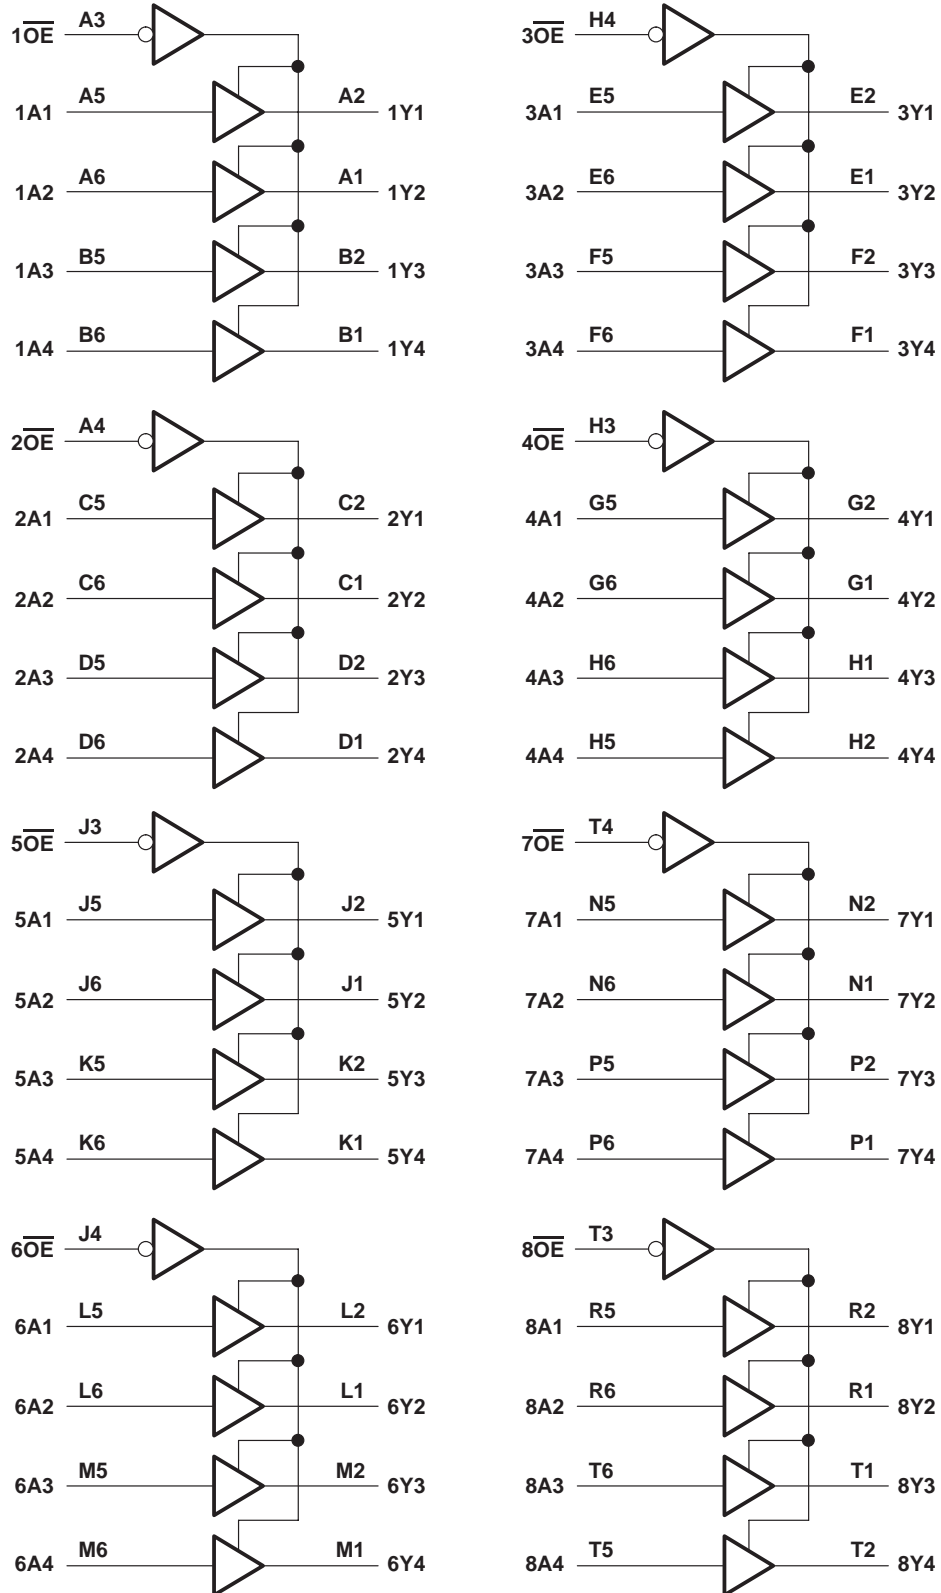 1OE A3
1A1 A5 A2 1Y1
1A2 A6 A1 1Y2
1A3 B5 B2 1Y3
1A4 B6 B1 1Y4
3OE H4
3A1 E5 E2 3Y1
3A2 E6 E1 3Y2
3A3 F5 F2 3Y3
3A4 F6 F1 3Y4
2OE A4
2A1 C5 C2 2Y1
2A2 C6 C1 2Y2
2A3 D5 D2 2Y3
2A4 D6 D1 2Y4
4OE H3
4A1 G5 G2 4Y1
4A2 G6 G1 4Y2
4A3 H6 H1 4Y3
4A4 H5 H2 4Y4
5OE J3
5A1 J5 J2 5Y1
5A2 J6 J1 5Y2
5A3 K5 K2 5Y3
5A4 K6 K1 5Y4
7OE T4
7A1 N5 N2 7Y1
7A2 N6 N1 7Y2
7A3 P5 P2 7Y3
7A4 P6 P1 7Y4
6OE J4
6A1 L5 L2 6Y1
6A2 L6 L1 6Y2
6A3 M5 M2 6Y3
6A4 M6 M1 6Y4
8OE T3
8A1 R5 R2 8Y1
8A2 R6 R1 8Y2
8A3 T6 T1 8Y3
8A4 T5 T2 8Y4